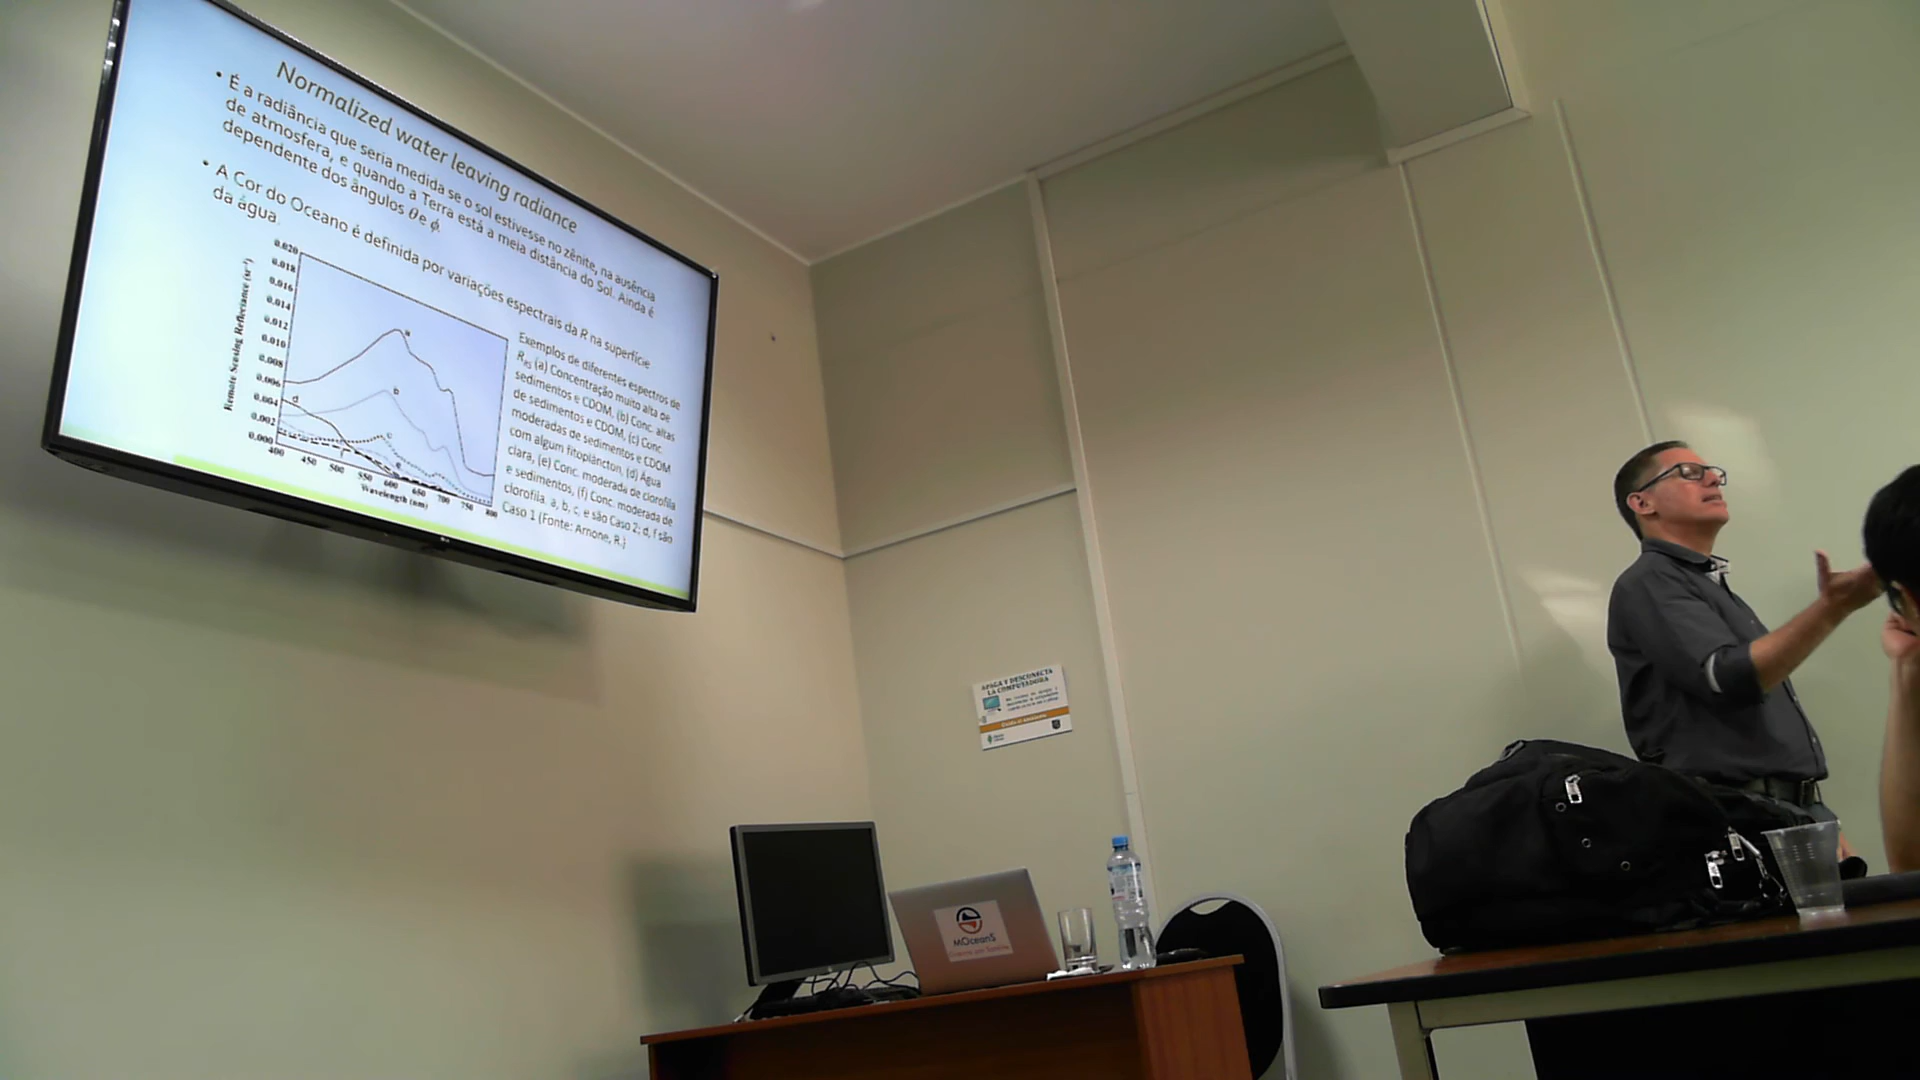 Normalized water leaving radiance
• É a radiância que seria medida se o sol estivesse no zênite, na ausência
de atmosfera, e quando a Terra está a meia distância do Sol. Ainda é
dependente dos ângulos θ e ϕ.
• A Cor do Oceano é definida por variações espectrais da R na superfície
da água.
Remote Sensing Reflectance (sr⁻¹)
0.020
0.018
0.016
0.014
0.012
0.010
0.008
0.006
0.004
0.002
0.000
a
b
c
d
e
f
400 450 500 550 600 650 700 750 800
Wavelength (nm)
Exemplos de diferentes espectros de
R_RS (a) Concentração muito alta de
sedimentos e CDOM, (b) Conc. altas
de sedimentos e CDOM, (c) Conc.
moderadas de sedimentos e CDOM
com algum fitoplâncton, (d) Água
clara, (e) Conc. moderada de clorofila
e sedimentos, (f) Conc. moderada de
clorofila. a, b, c, e são Caso 2; d, f são
Caso 1 (Fonte: Arnone, R.)
APAGA Y DESCONECTA
LA COMPUTADORA
MOceanS